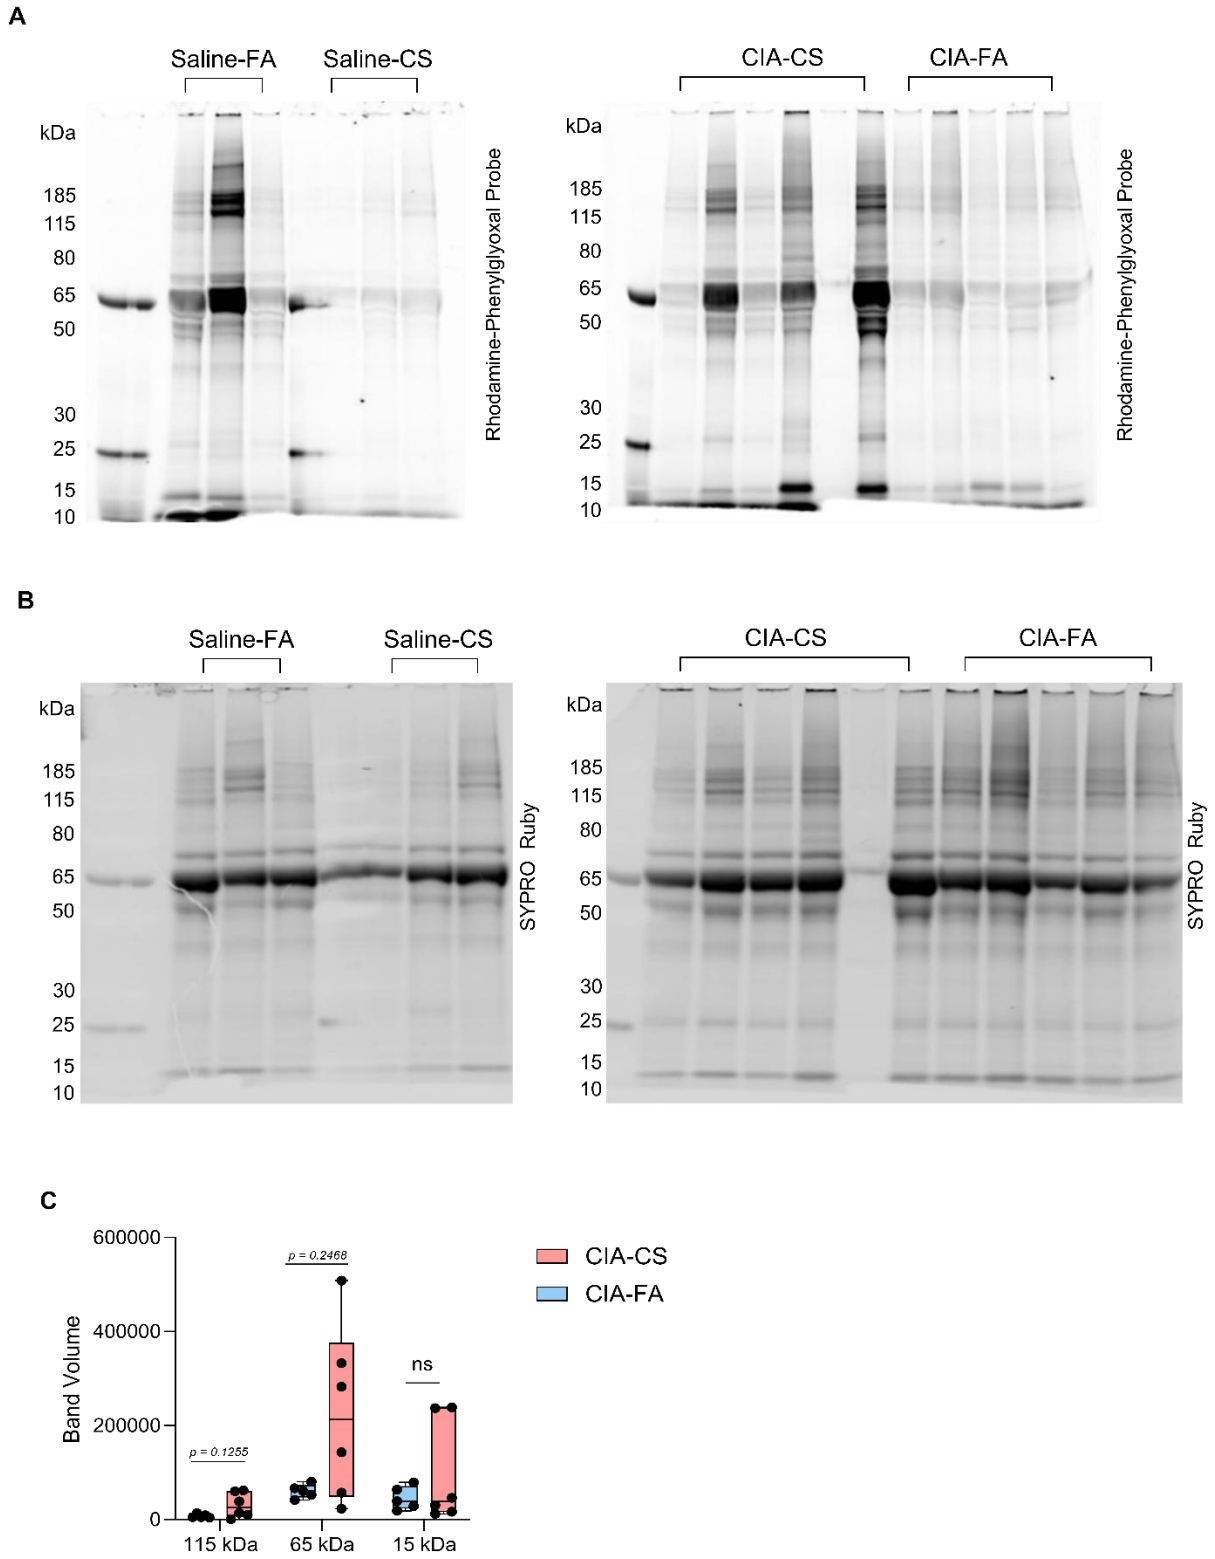 A
Saline-FA
Saline-CS
kDa
185
115
80
65
50
30
25
15
10
Rhodamine-Phenylglyoxal Probe
CIA-CS
CIA-FA
kDa
185
115
80
65
50
30
25
15
10
Rhodamine-Phenylglyoxal Probe
B
Saline-FA
Saline-CS
kDa
185
115
80
65
50
30
25
15
10
SYPRO Ruby
CIA-CS
CIA-FA
kDa
185
115
80
65
50
30
25
15
10
SYPRO Ruby
C
Band Volume
600000
400000
200000
0
p = 0.1255
p = 0.2468
ns
115 kDa
65 kDa
15 kDa
CIA-CS
CIA-FA